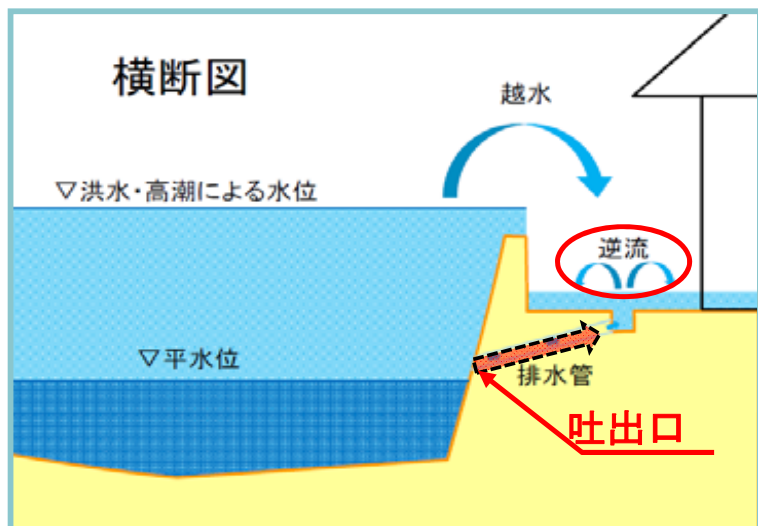 横断図
越水
▽洪水・高潮による水位
逆流
▽平水位
排水管
吐出口